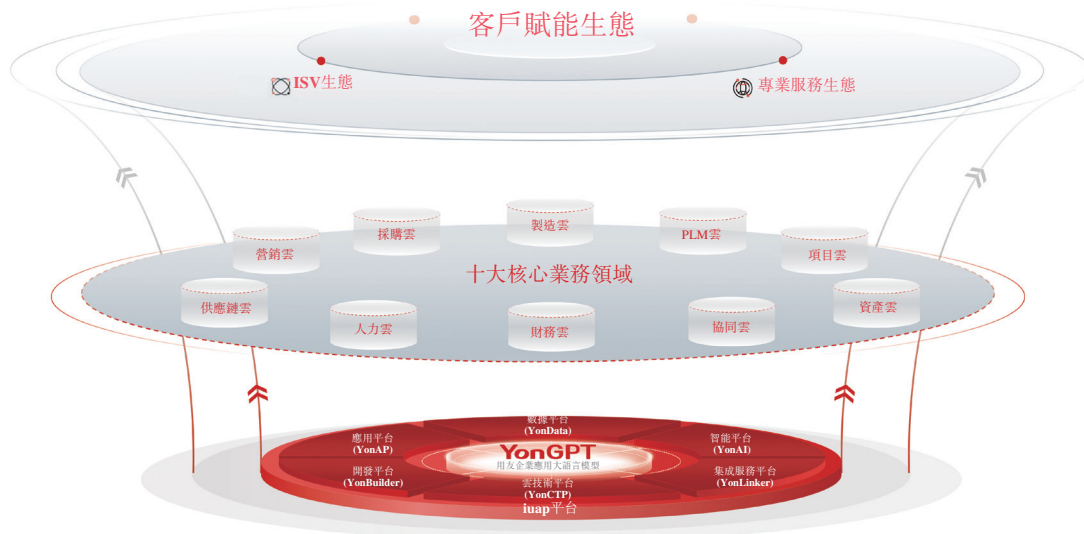 客戶賦能生態
ISV生態
專業服務生態
製造雲
採購雲
PLM雲
营銷雲
項目雲
十大核心業務領域
供應鏈雲
資產雲
人力雲
財務雲
協同雲
數據平台
(YonData)
應用平台
(YonAP)
智能平台
(YonAI)
YonGPT
用友企業應用大語言模型
開發平台
(YonBuilder)
集成服務平台
(YonLinker)
雲技術平台
(YonCTP)
iuap平台